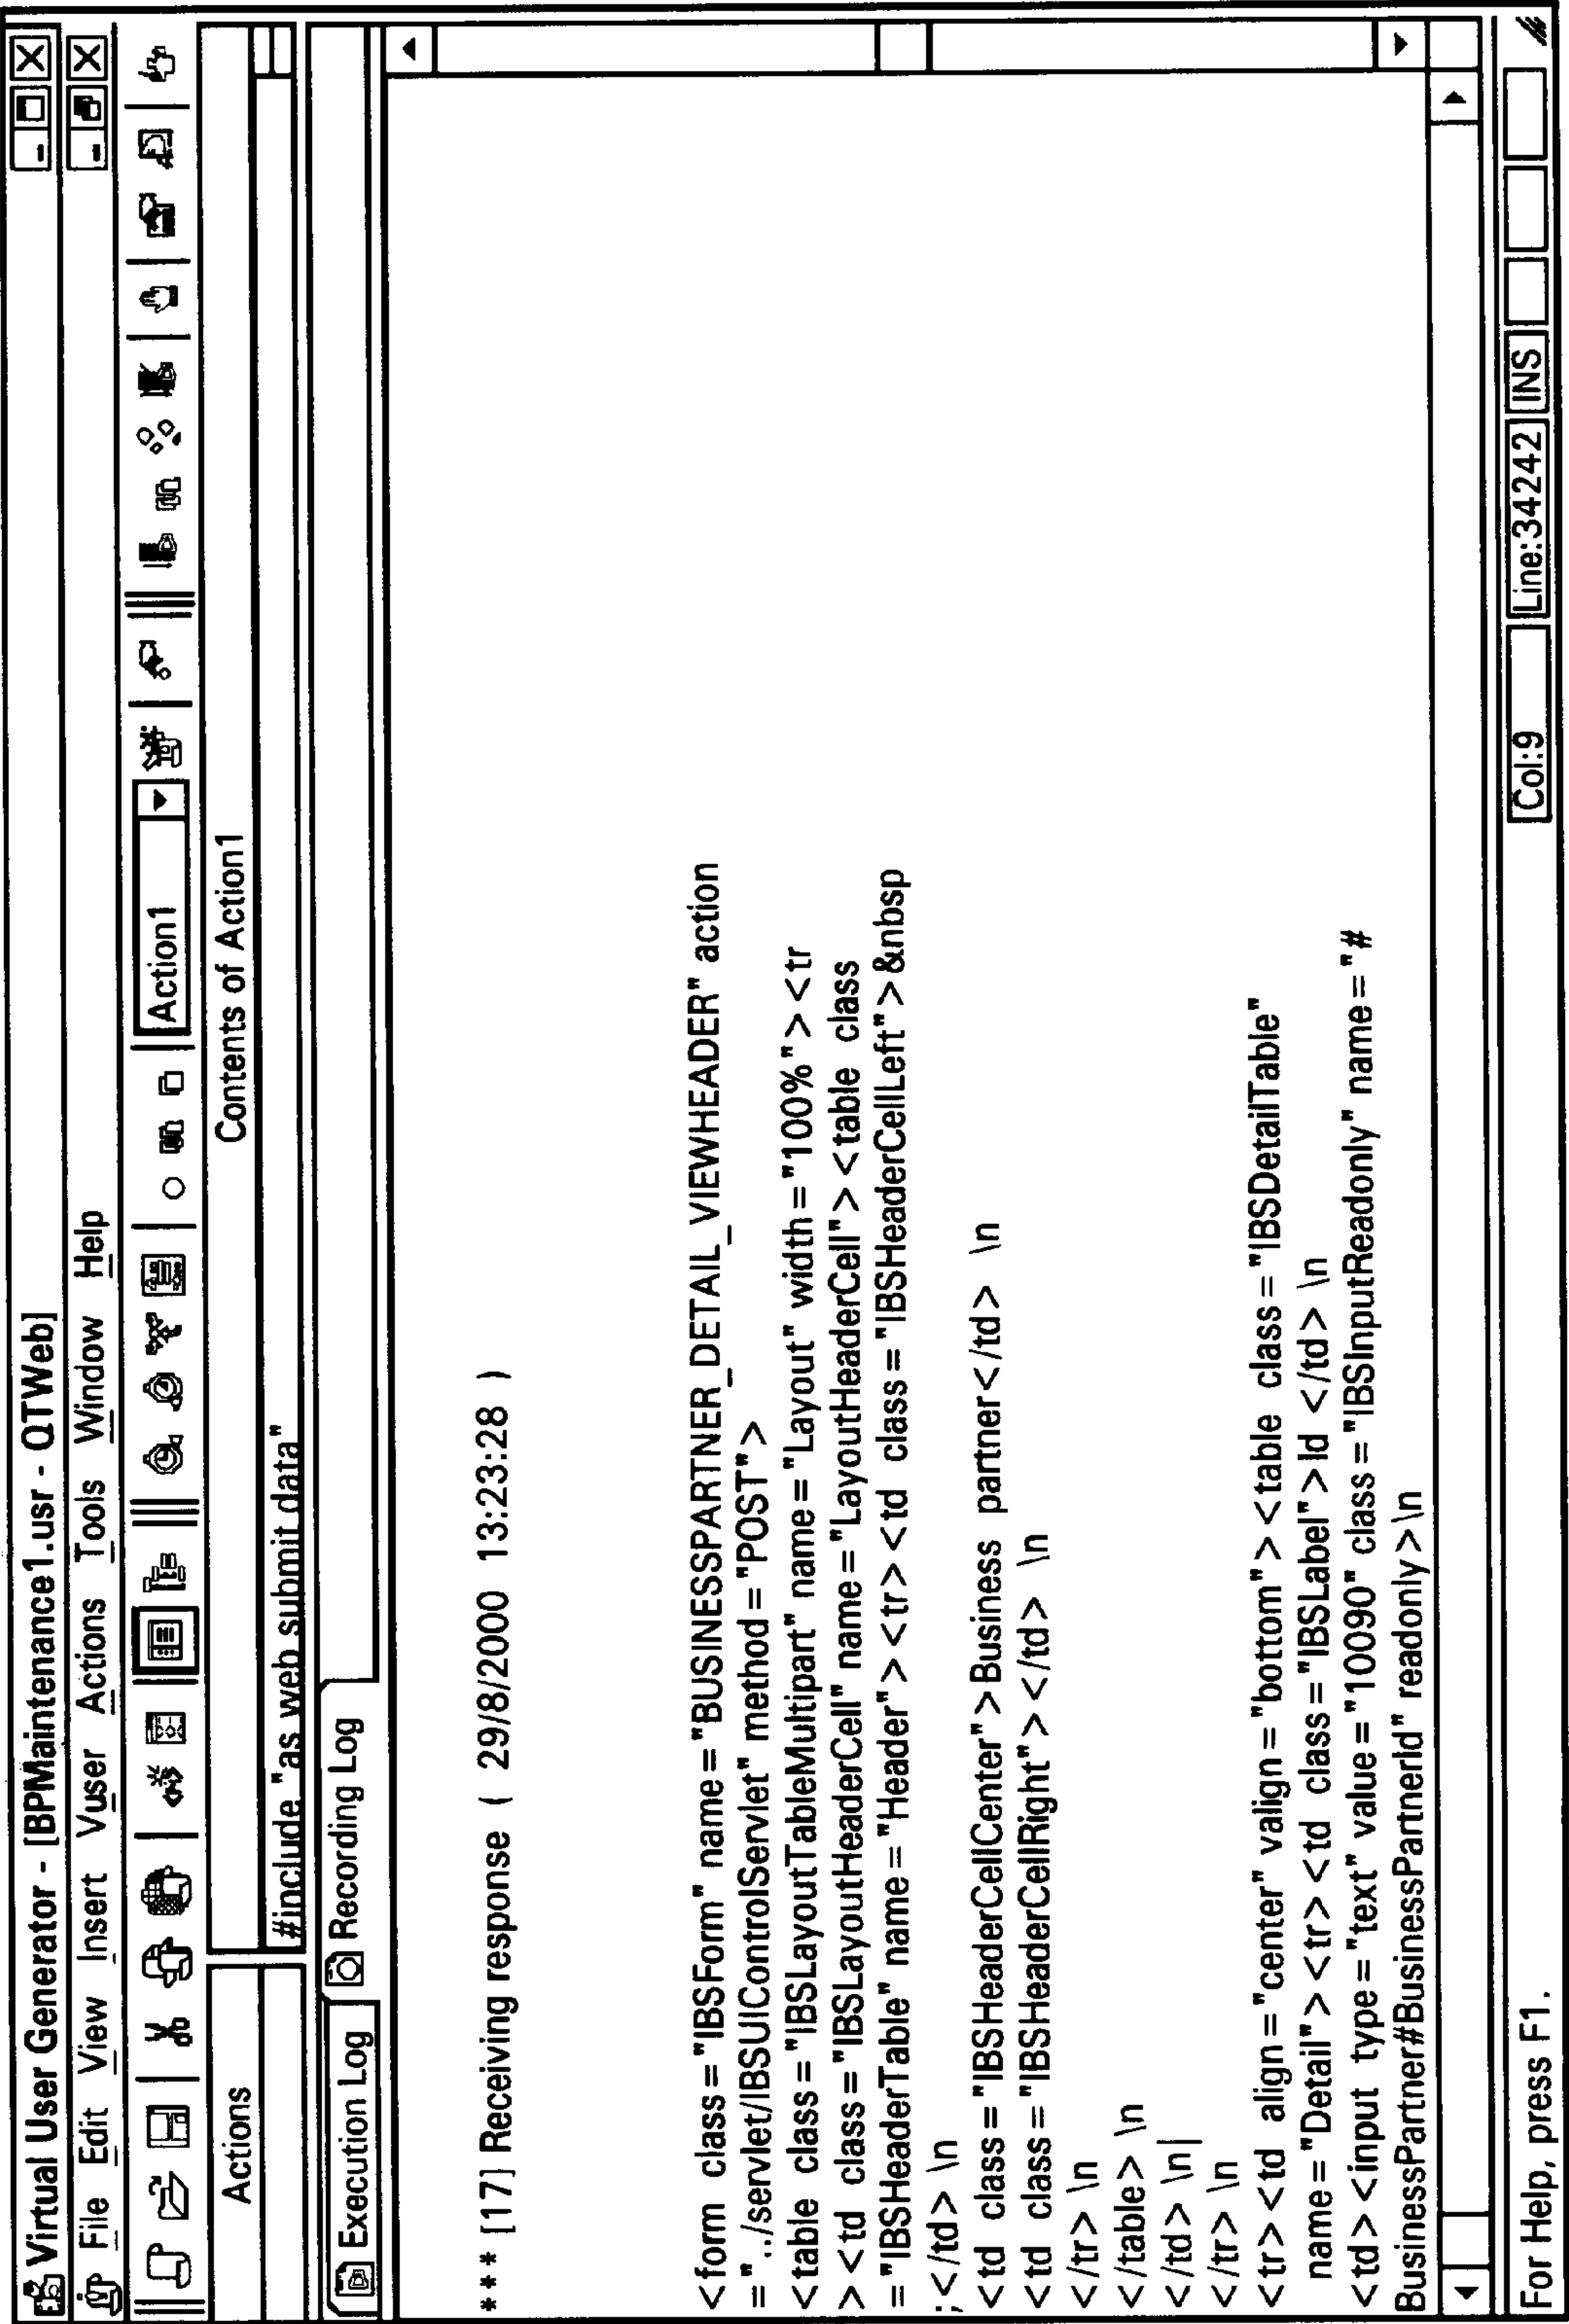 Virtual User Generator - [BPMaintenance1.usr - QTWeb]
File Edit View Insert Vuser Actions Tools Window Help
Action1
Actions
Contents of Action1
#include "as web submit data"
Execution Log
Recording Log
*** [17] Receiving response ( 29/8/2000 13:23:28 )
<form class="IBSForm" name="BUSINESSPARTNER_DETAIL_VIEWHEADER" action
="../servlet/IBSUIControlServlet" method="POST">
<table class="IBSLayoutTableMultipart" name="Layout" width="100%"><tr
><td class="IBSLayoutHeaderCell" name="LayoutHeaderCell"><table class
="IBSHeaderTable" name="Header"><tr><td class="IBSHeaderCellLeft">&nbsp
;</td> \n
<td class="IBSHeaderCellCenter">Business partner</td> \n
<td class="IBSHeaderCellRight"></td> \n
</tr> \n
</table> \n
</td> \n
</tr> \n
<tr><td align="center" valign="bottom"><table class="IBSDetailTable"
name="Detail"><tr><td class="IBSLabel">Id </td> \n
<td><input type="text" value="10090" class="IBSInputReadonly" name="#
BusinessPartner#BusinessPartnerId" readonly>\n
For Help, press F1.
Col:9
Line:34242
INS